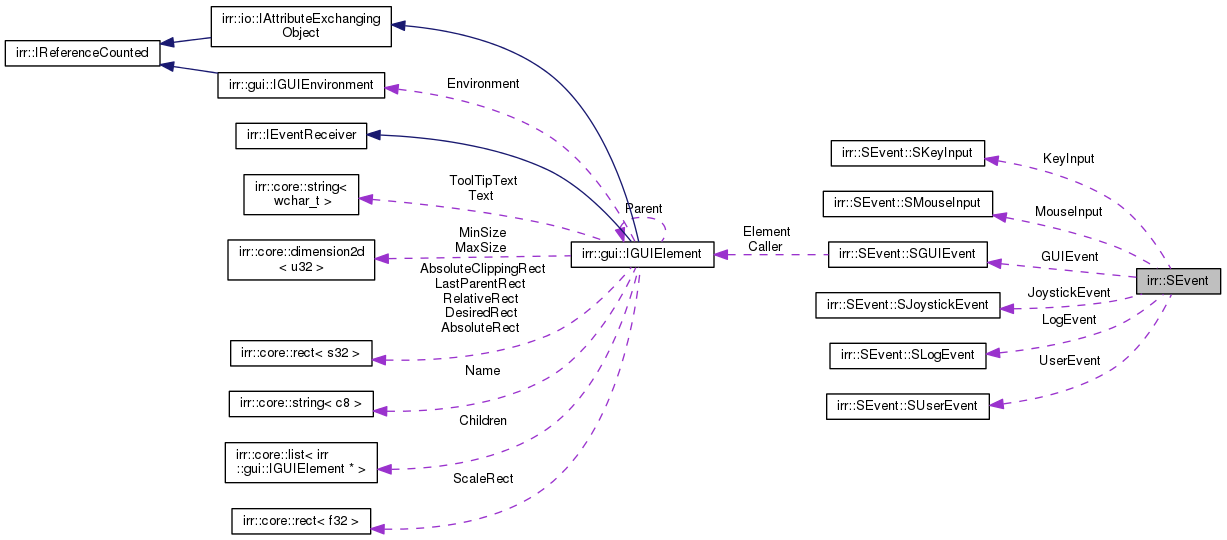 irr::io::IAttributeExchanging
Object
irr::IReferenceCounted
irr::gui::IGUIEnvironment
Environment
irr::IEventReceiver
irr::core::string<
wchar_t >
ToolTipText
Text
irr::core::dimension2d
< u32 >
MinSize
MaxSize
AbsoluteClippingRect
LastParentRect
RelativeRect
DesiredRect
AbsoluteRect
irr::core::rect< s32 >
Name
irr::core::string< c8 >
Children
irr::core::list< irr
::gui::IGUIElement * >
ScaleRect
irr::core::rect< f32 >
Parent
irr::gui::IGUIElement
Element
Caller
irr::SEvent::SKeyInput
KeyInput
irr::SEvent::SMouseInput
MouseInput
irr::SEvent::SGUIEvent
GUIEvent
irr::SEvent
irr::SEvent::SJoystickEvent
JoystickEvent
irr::SEvent::SLogEvent
LogEvent
irr::SEvent::SUserEvent
UserEvent